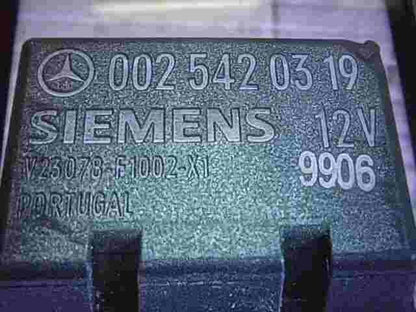 002 542 03 19
SIEMENS 12V
V23078-F1002-X1 9906
PORTUGAL